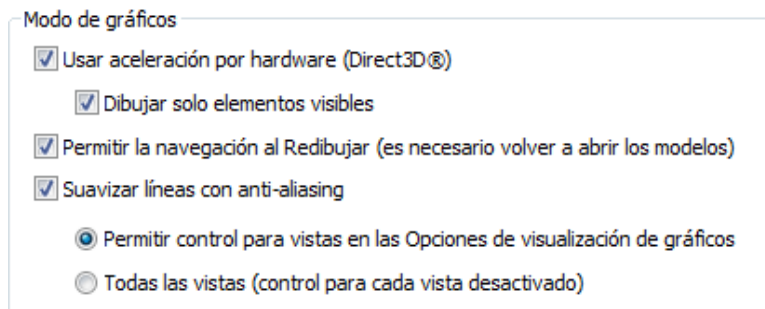 Modo de gráficos
Usar aceleración por hardware (Direct3D®)
Dibujar solo elementos visibles
Permitir la navegación al Redibujar (es necesario volver a abrir los modelos)
Suavizar líneas con anti-aliasing
Permitir control para vistas en las Opciones de visualización de gráficos
Todas las vistas (control para cada vista desactivado)